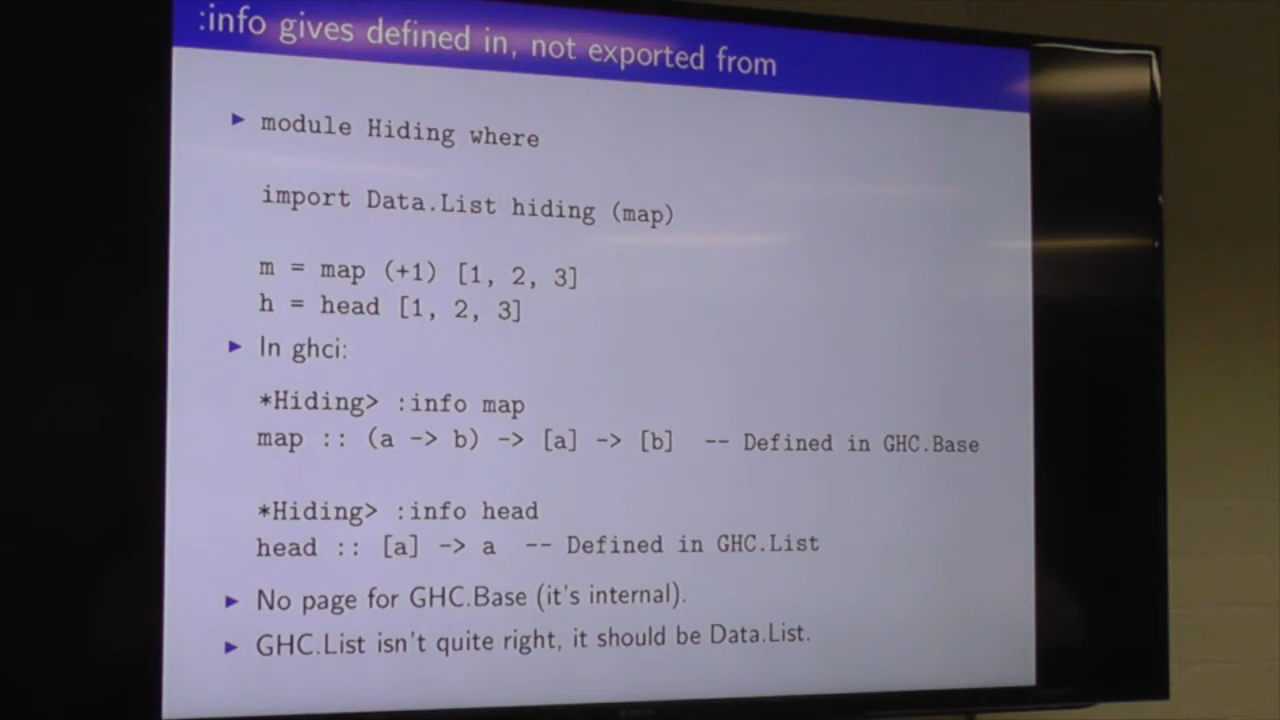 :info gives defined in, not exported from
▶ module Hiding where
import Data.List hiding (map)
m = map (+1) [1, 2, 3]
h = head [1, 2, 3]
▶ In ghci:
*Hiding> :info map
map :: (a -> b) -> [a] -> [b] -- Defined in GHC.Base
*Hiding> :info head
head :: [a] -> a -- Defined in GHC.List
▶ No page for GHC.Base (it's internal).
▶ GHC.List isn't quite right, it should be Data.List.